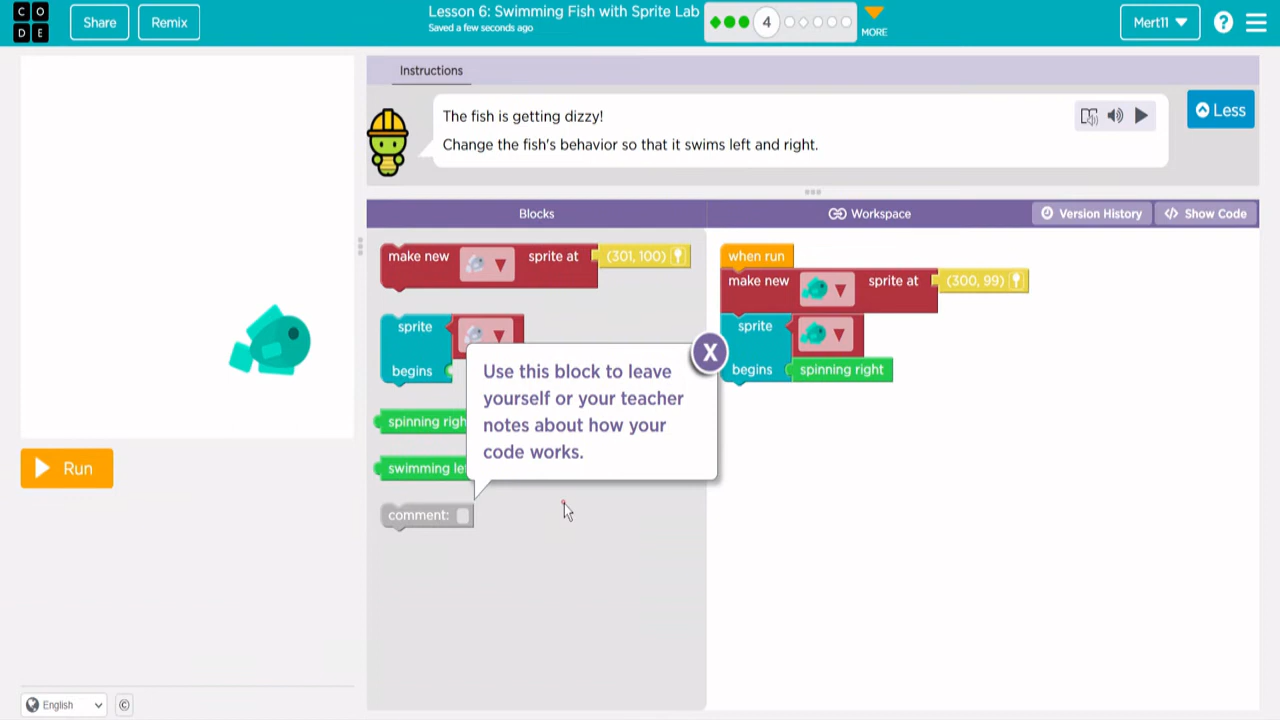 C O
D E
Share
Remix
Lesson 6: Swimming Fish with Sprite Lab
Saved a few seconds ago
4
MORE
Mert11
?
Instructions
The fish is getting dizzy!
Change the fish's behavior so that it swims left and right.
Less
Blocks
Workspace
Version History
</> Show Code
make new
sprite at
(301, 100)
sprite
begins
spinning righ
swimming le
comment:
Use this block to leave
yourself or your teacher
notes about how your
code works.
X
when run
make new
sprite at
(300, 99)
sprite
begins
spinning right
Run
English
©